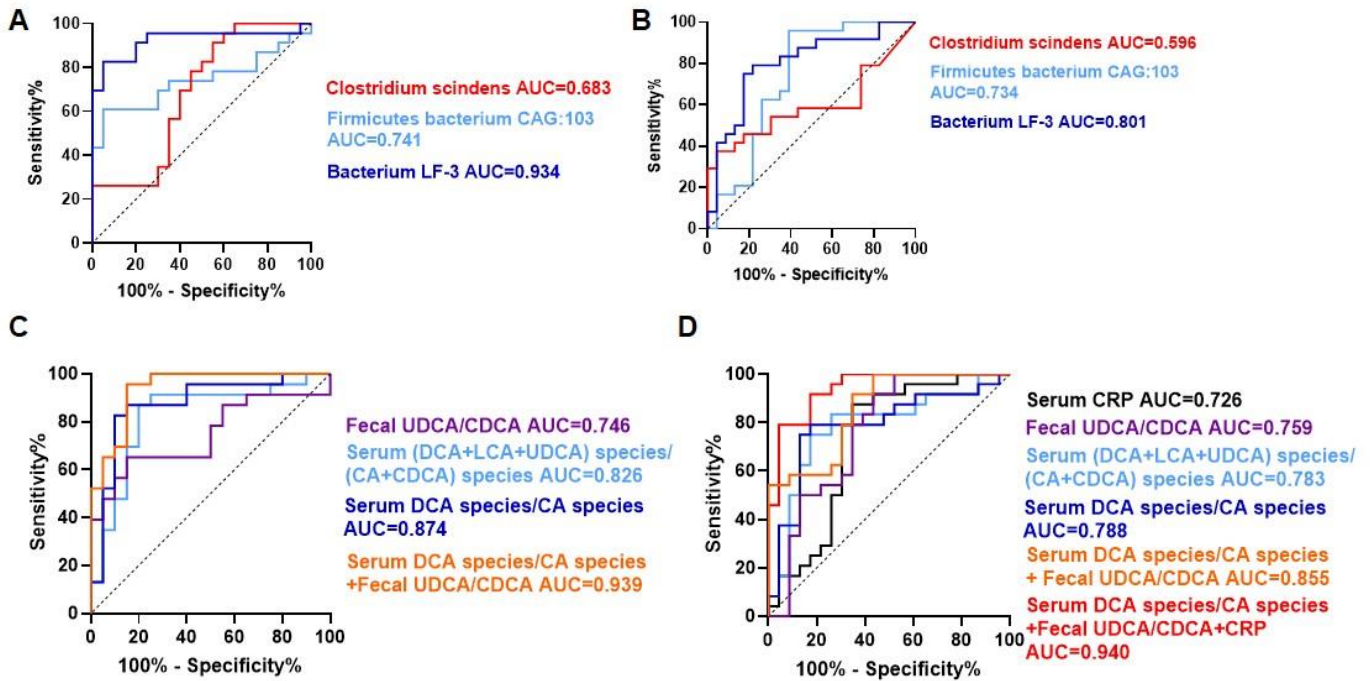 A
Sensitivity%
100
80
60
40
20
0
0 20 40 60 80 100
100% - Specificity%
Clostridium scindens AUC=0.683
Firmicutes bacterium CAG:103
AUC=0.741
Bacterium LF-3 AUC=0.934
B
Sensitivity%
100
80
60
40
20
0
0 20 40 60 80 100
100% - Specificity%
Clostridium scindens AUC=0.596
Firmicutes bacterium CAG:103
AUC=0.734
Bacterium LF-3 AUC=0.801
C
Sensitivity%
100
80
60
40
20
0
0 20 40 60 80 100
100% - Specificity%
Fecal UDCA/CDCA AUC=0.746
Serum (DCA+LCA+UDCA) species/
(CA+CDCA) species AUC=0.826
Serum DCA species/CA species
AUC=0.874
Serum DCA species/CA species
+Fecal UDCA/CDCA AUC=0.939
D
Sensitivity%
100
80
60
40
20
0
0 20 40 60 80 100
100% - Specificity%
Serum CRP AUC=0.726
Fecal UDCA/CDCA AUC=0.759
Serum (DCA+LCA+UDCA) species/
(CA+CDCA) species AUC=0.783
Serum DCA species/CA species
AUC=0.788
Serum DCA species/CA species
+ Fecal UDCA/CDCA AUC=0.855
Serum DCA species/CA species
+Fecal UDCA/CDCA+CRP
AUC=0.940